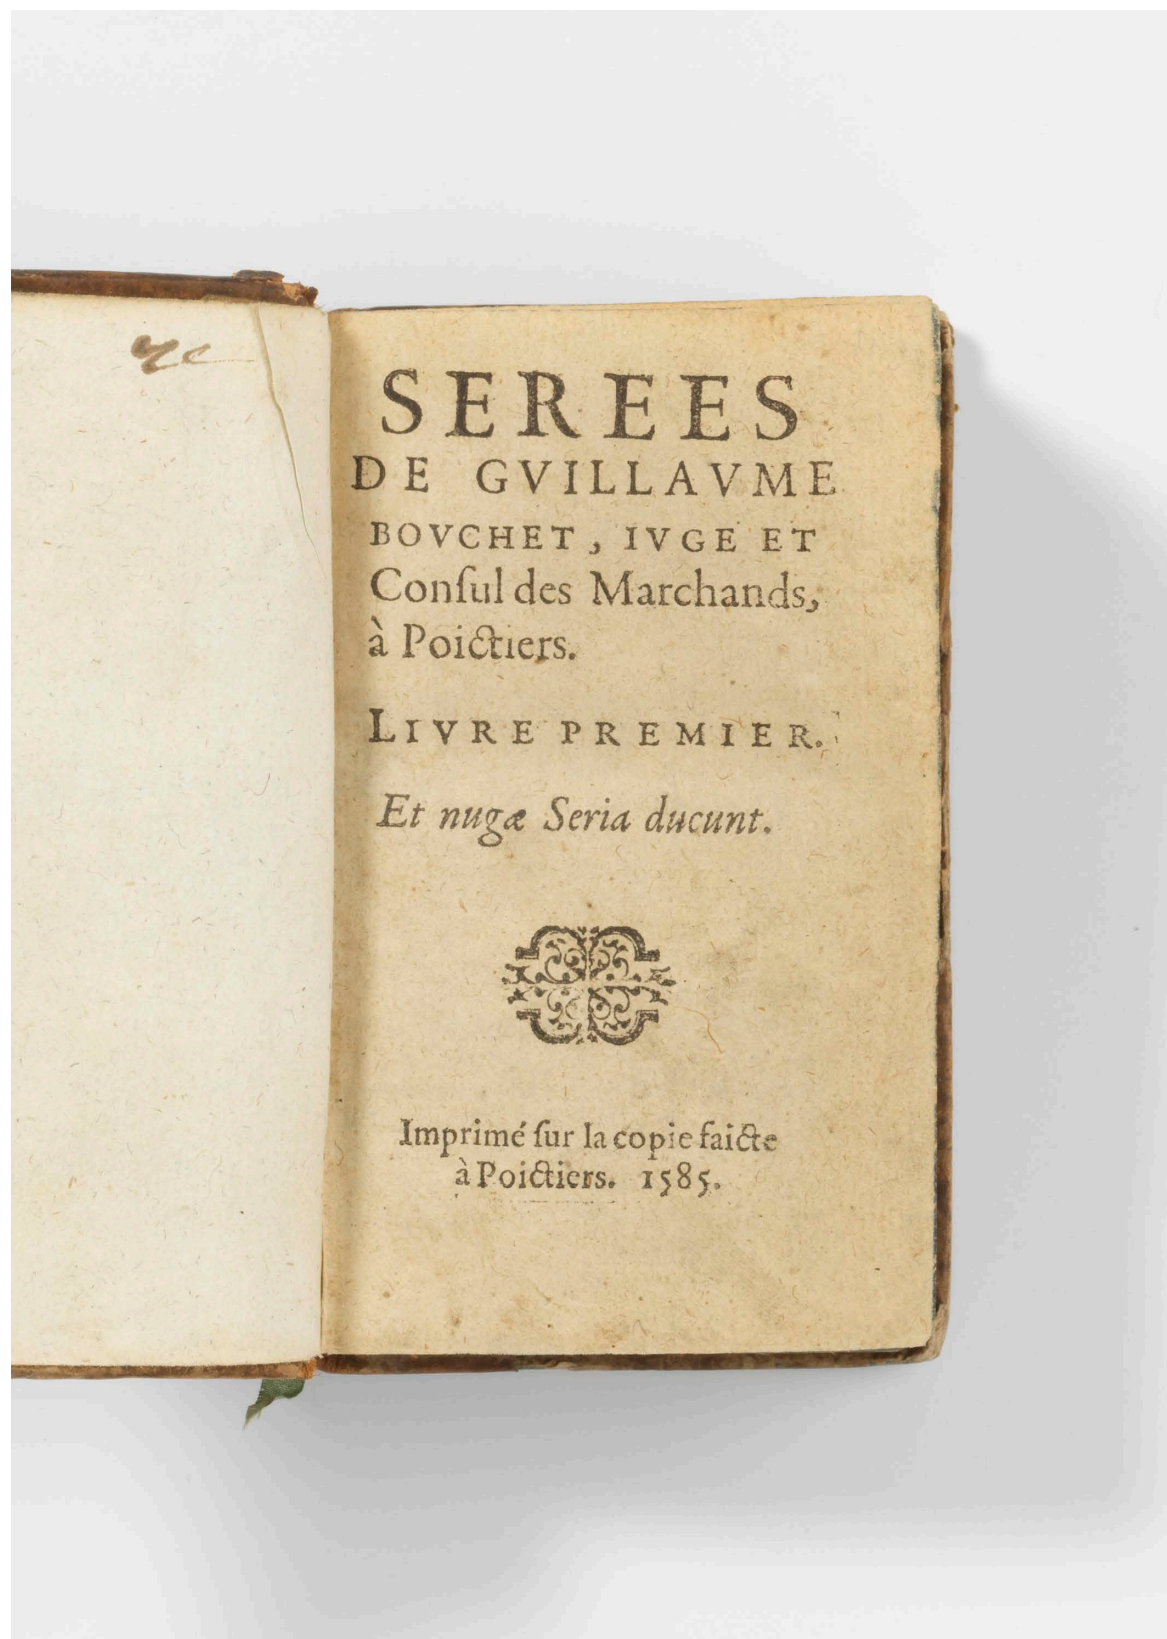 SEREES
DE GVILLAVME
BOVCHET, IVGE ET
Conſul des Marchands,
à Poictiers.
LIVRE PREMIER.
Et nugæ Seria ducunt.
Imprimé ſur la copie faicte
à Poictiers. 1585.